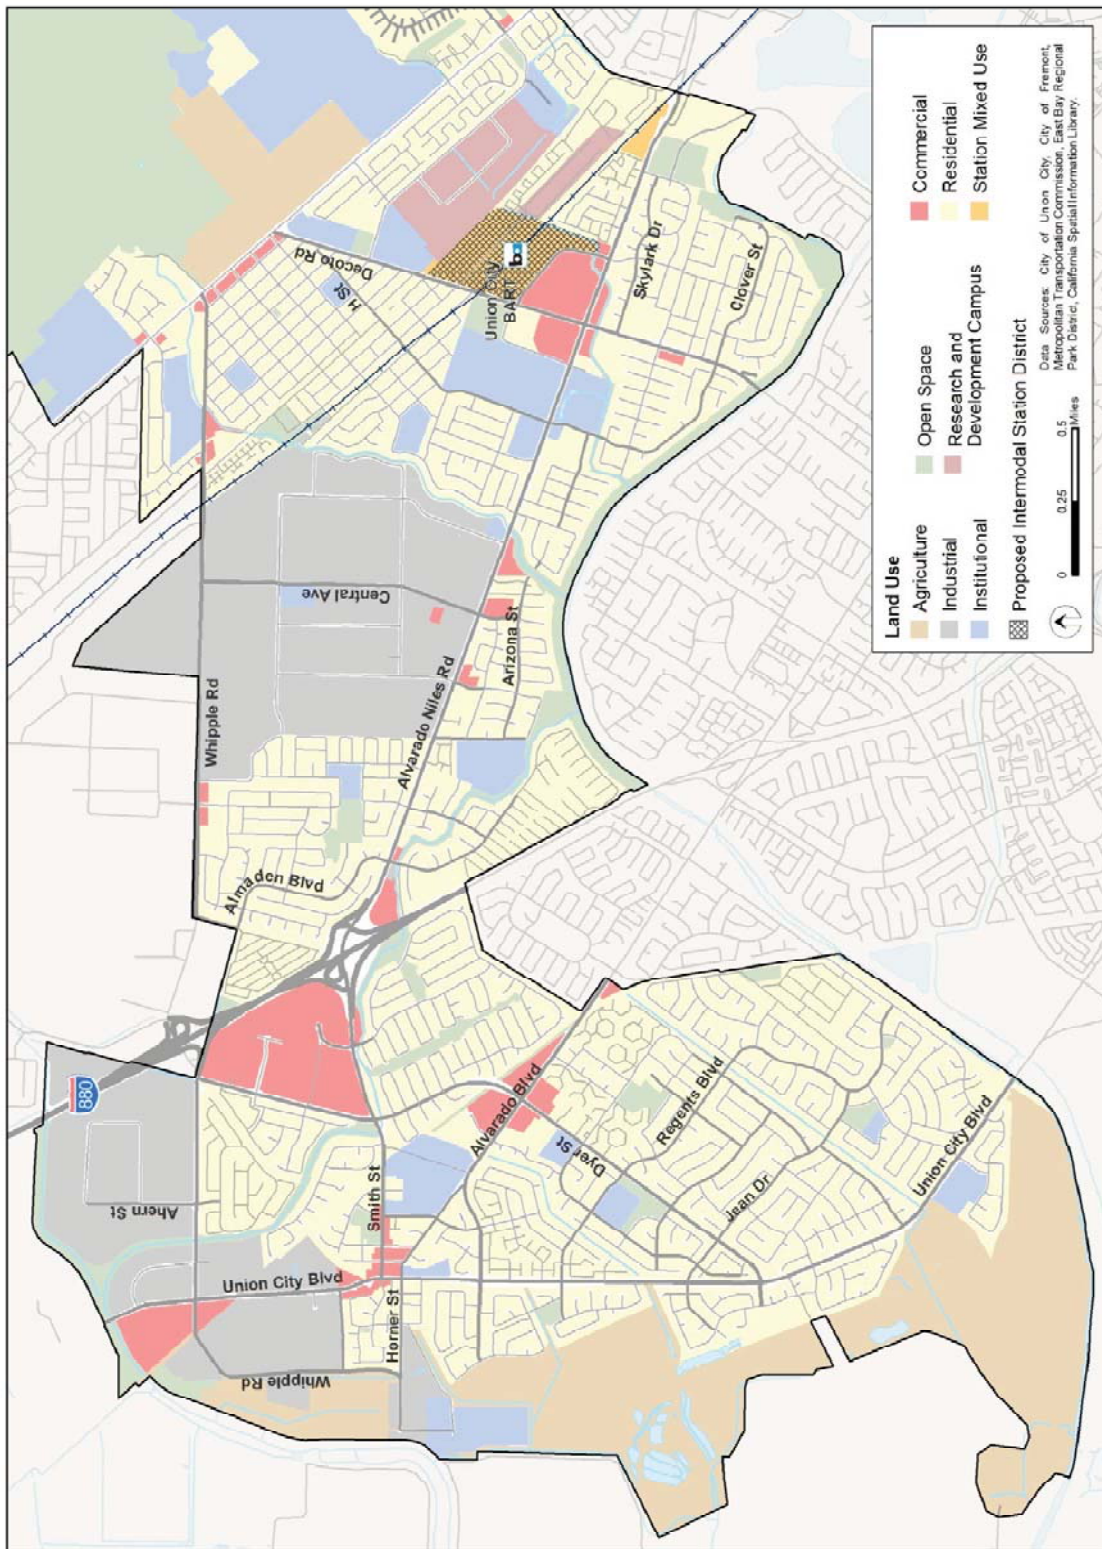 Whipple Rd
Decoto Rd
H St
Union City
BART
ba
Skylark Dr
Clover St
Central Ave
Alvarado Niles Rd
Arizona St
Almaden Blvd
880
Ahern St
Union City Blvd
Whipple Rd
Horner St
Smith St
Alvarado Blvd
Dyer St
Regents Blvd
Jean Dr
Union City Blvd
Land Use
Agriculture
Industrial
Institutional
Open Space
Research and
Development Campus
Commercial
Residential
Station Mixed Use
Proposed Intermodal Station District
0 0.25 0.5
Miles
Data Sources: City of Union City, City of Fremont,
Metropolitan Transportation Commission, East Bay Regional
Park District, California Spatial Information Library.